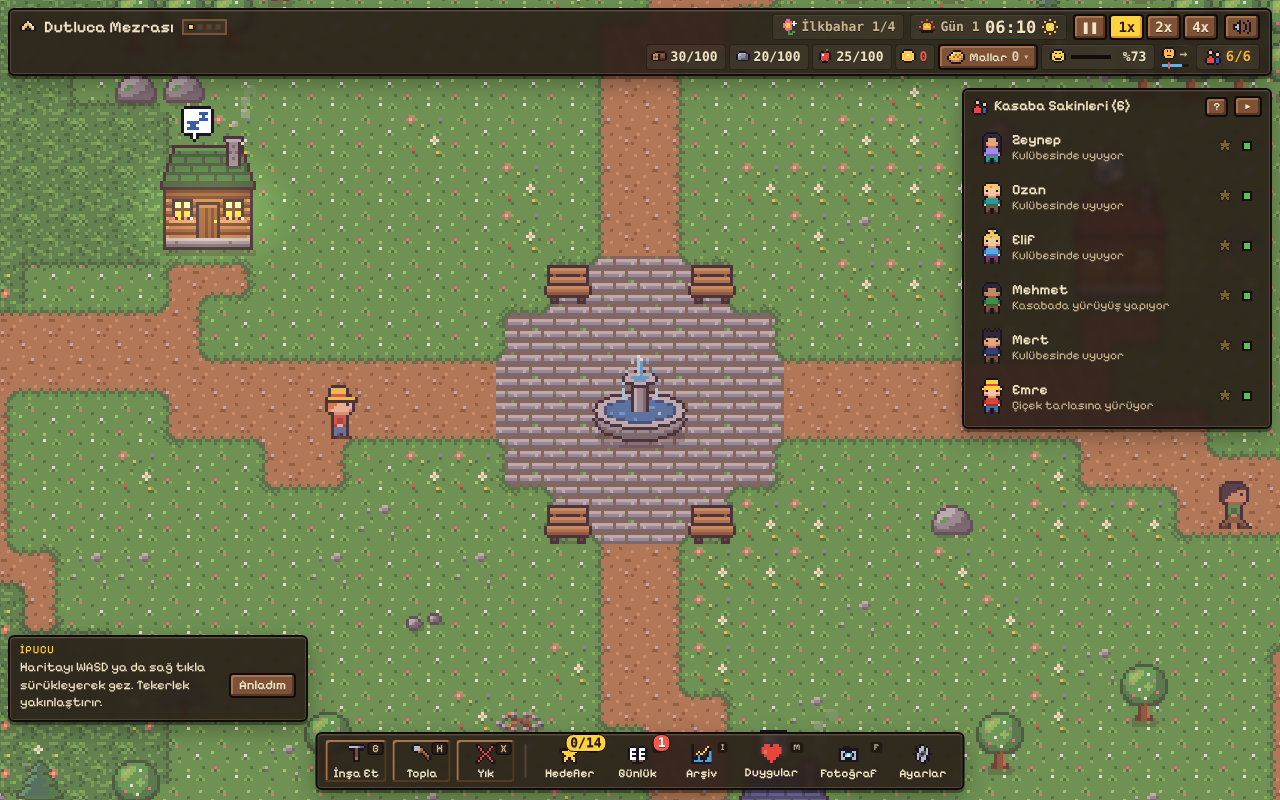 Dutluca Mezrası
İlkbahar 1/4
Gün 1 06:10
1x
2x
4x
30/100
20/100
25/100
0
Mallar 0
%73
6/6
Kasaba Sakinleri (6)
?
Zeynep
Kulübesinde uyuyor
Ozan
Kulübesinde uyuyor
Elif
Kulübesinde uyuyor
Mehmet
Kasabada yürüyüş yapıyor
Mert
Kulübesinde uyuyor
Emre
Çiçek tarlasına yürüyor
İPUCU
Haritayı WASD ya da sağ tıkla
sürükleyerek gez. Tekerlek
yakınlaştırır.
Anladım
B
İnşa Et
H
Topla
X
Yık
0/14
Hedefler
1
Günlük
I
Arşiv
M
Duygular
F
Fotoğraf
Ayarlar